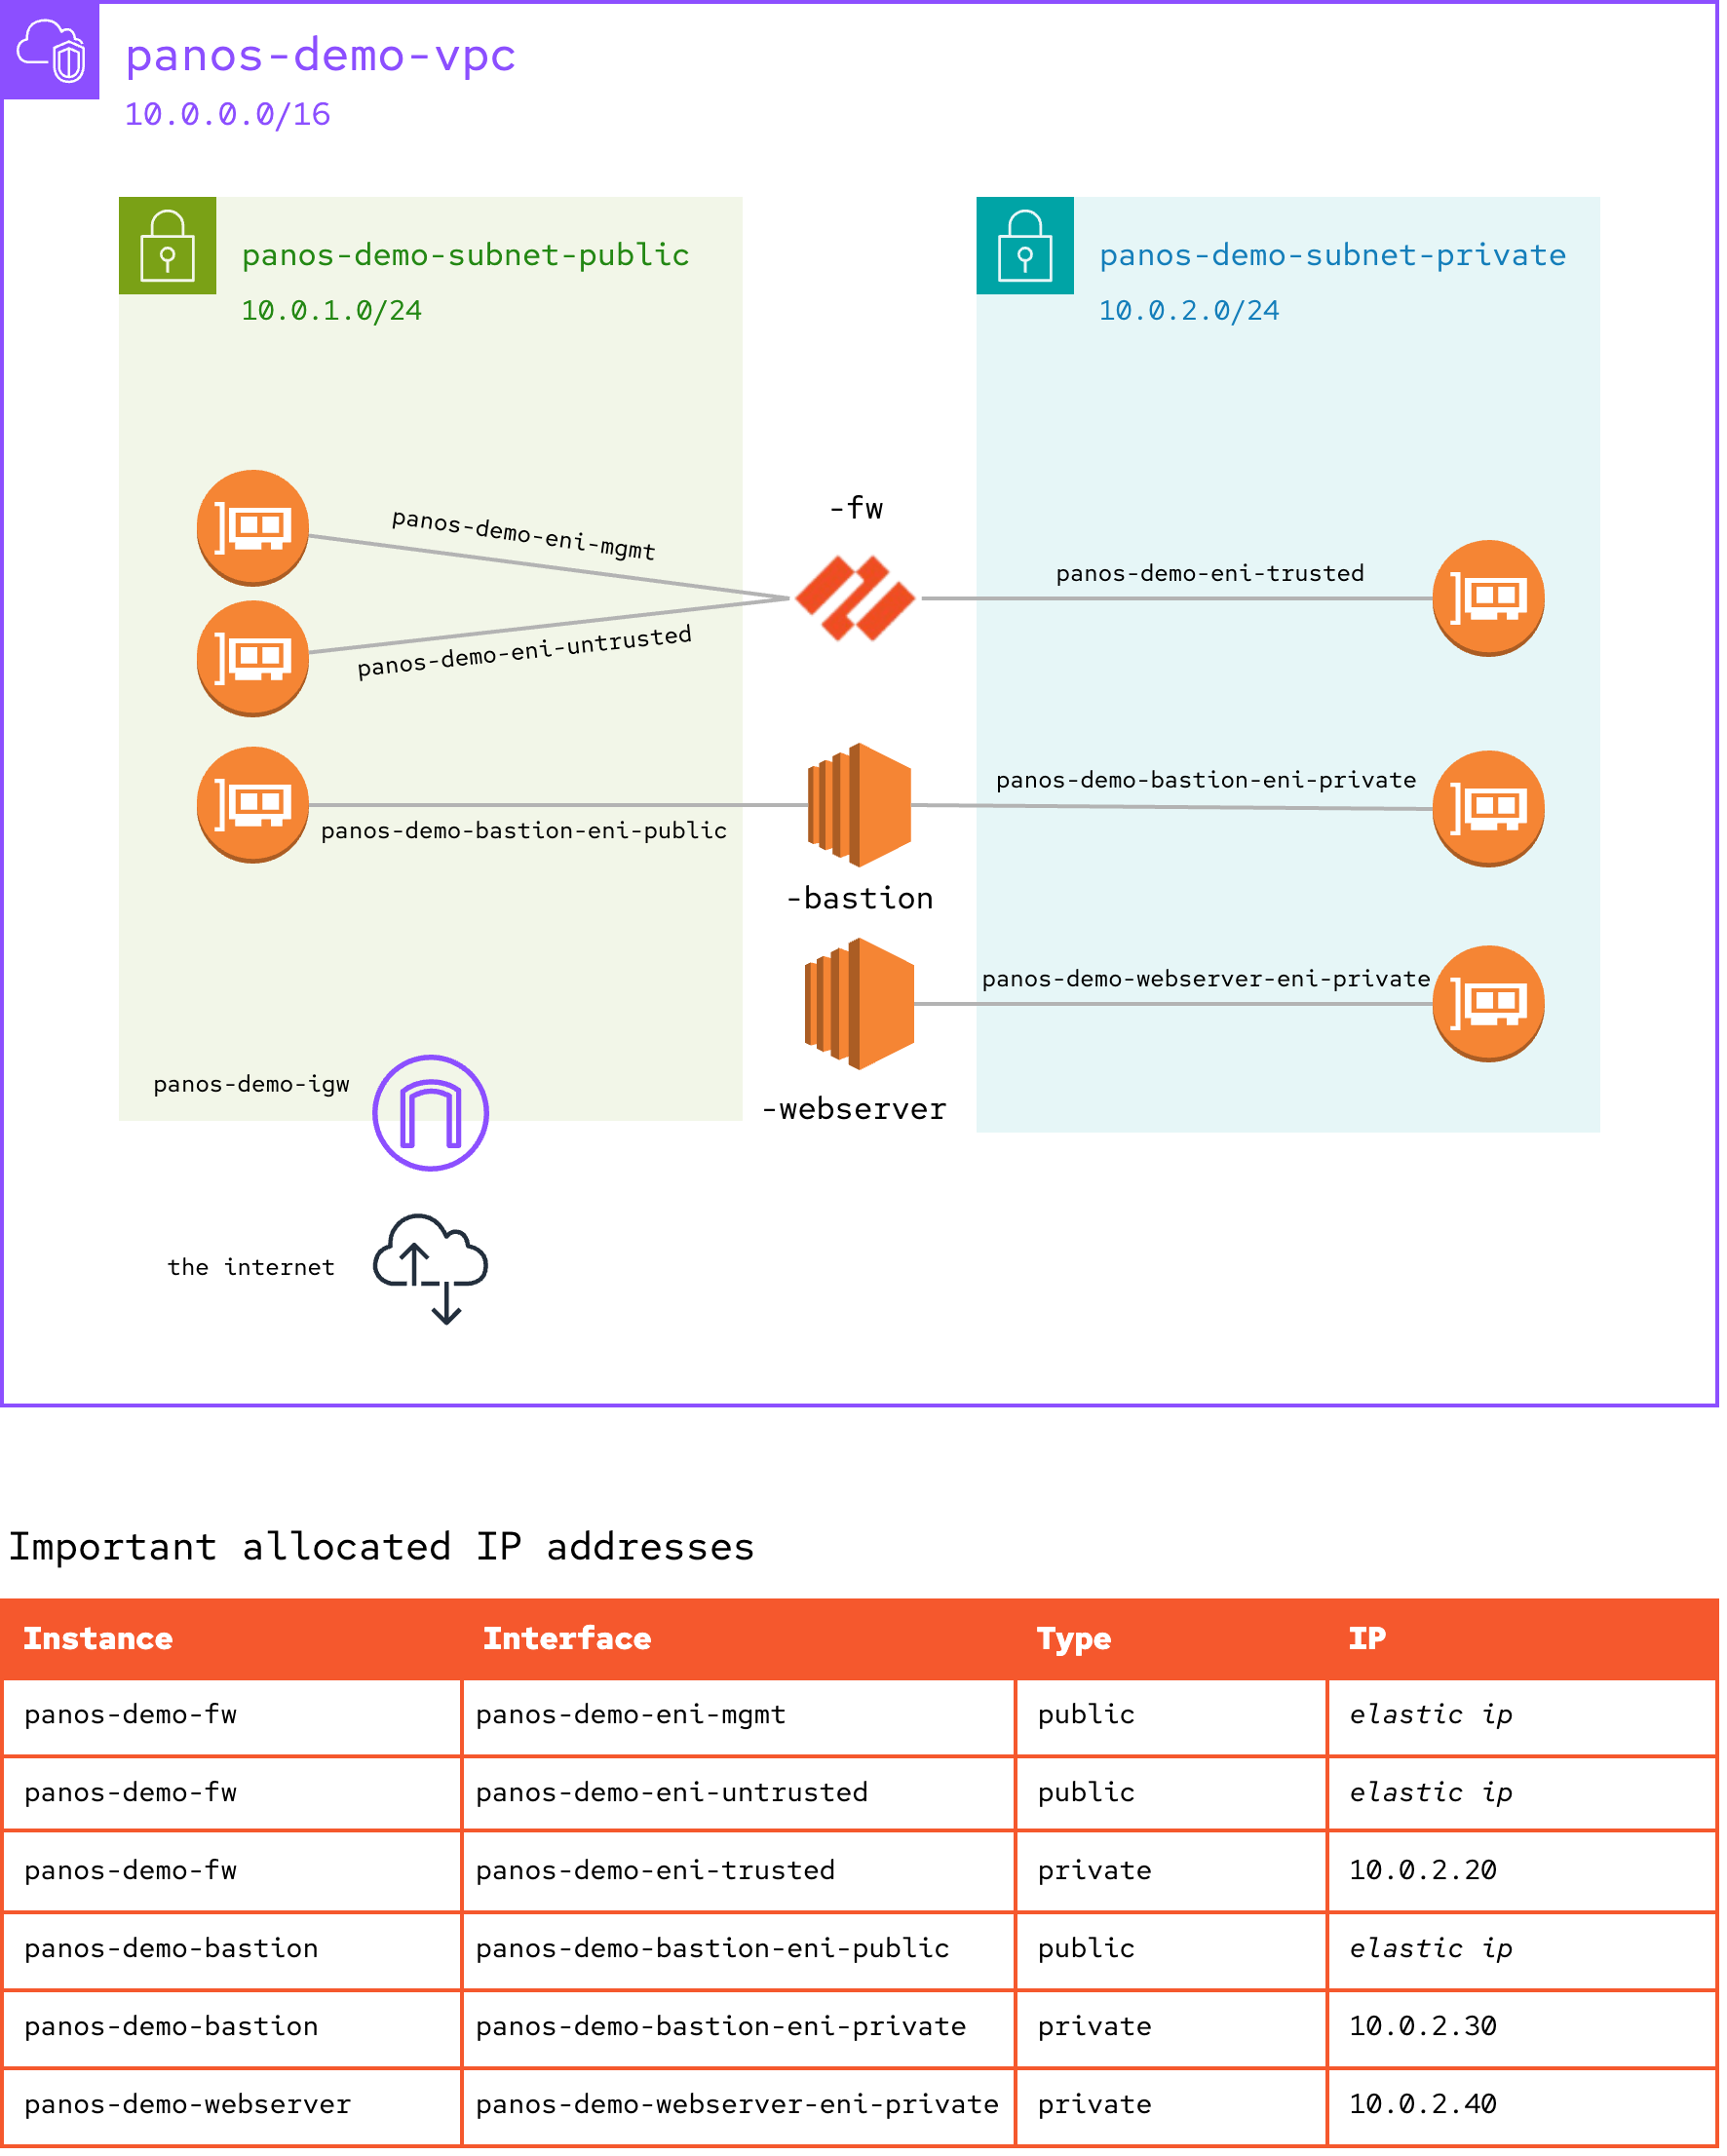 panos-demo-vpc
10.0.0.0/16
panos-demo-subnet-public
10.0.1.0/24
panos-demo-subnet-private
10.0.2.0/24
panos-demo-eni-mgmt
-fw
panos-demo-eni-untrusted
panos-demo-eni-trusted
panos-demo-bastion-eni-public
panos-demo-bastion-eni-private
-bastion
panos-demo-webserver-eni-private
-webserver
panos-demo-igw
the internet
Important allocated IP addresses
Instance Interface Type IP
panos-demo-fw panos-demo-eni-mgmt public elastic ip
panos-demo-fw panos-demo-eni-untrusted public elastic ip
panos-demo-fw panos-demo-eni-trusted private 10.0.2.20
panos-demo-bastion panos-demo-bastion-eni-public public elastic ip
panos-demo-bastion panos-demo-bastion-eni-private private 10.0.2.30
panos-demo-webserver panos-demo-webserver-eni-private private 10.0.2.40